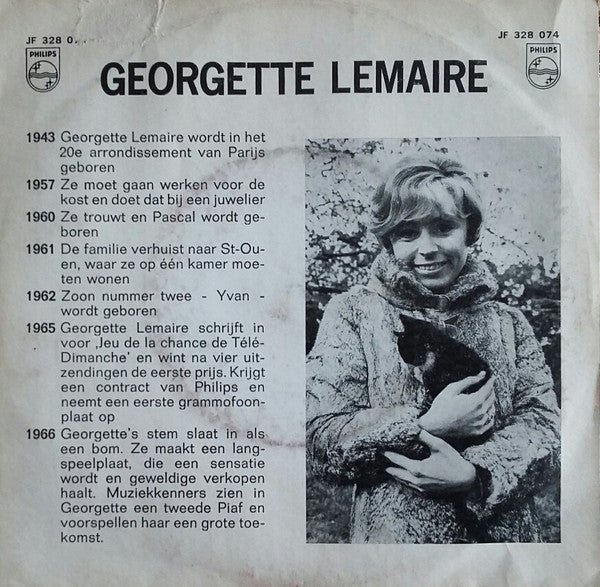 JF 328 0
JF 328 074
PHILIPS
PHILIPS
GEORGETTE LEMAIRE
1943 Georgette Lemaire wordt in het
20e arrondissement van Parijs
geboren
1957 Ze moet gaan werken voor de
kost en doet dat bij een juwelier
1960 Ze trouwt en Pascal wordt ge-
boren
1961 De familie verhuist naar St-Ou-
en, waar ze op één kamer moe-
ten wonen
1962 Zoon nummer twee - Yvan -
wordt geboren
1965 Georgette Lemaire schrijft in
voor ‚Jeu de la chance de Télé-
Dimanche' en wint na vier uit-
zendingen de eerste prijs. Krijgt
een contract van Philips en
neemt een eerste grammofoon-
plaat op
1966 Georgette's stem slaat in als
een bom. Ze maakt een lang-
speelplaat, die een sensatie
wordt en geweldige verkopen
haalt. Muziekkenners zien in
Georgette een tweede Piaf en
voorspellen haar een grote toe-
komst.